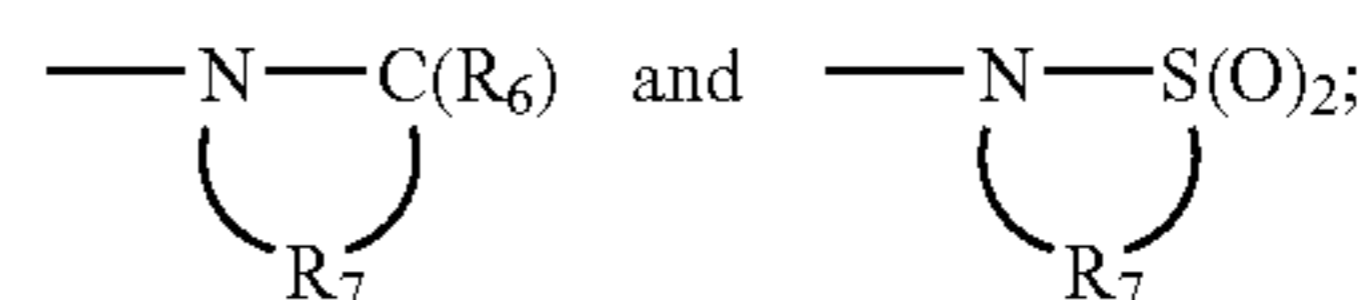 —N—C(R₆) and —N—S(O)₂;
R₇ R₇